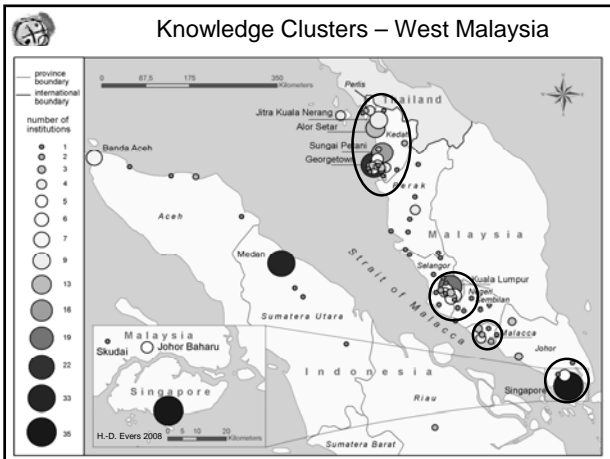 Knowledge Clusters – West Malaysia
province
boundary
international
boundary
number of
institutions
1
2
3
4
5
6
7
9
13
16
19
22
33
35
0 87,5 175 350
Kilometers
Perlis
Thailand
Jitra Kuala Nerang
Alor Setar
Kedah
Sungai Petani
Georgetown
Banda Aceh
Perak
Aceh
Malaysia
Medan
Selangor
Kuala Lumpur
Negeri
Sembilan
Strait of Malacca
Malacca
Sumatera Utara
Johor
Malaysia
Johor Baharu
Skudai
Singapore
Indonesia
Singapore
Riau
H.-D. Evers 2008
0 5 10 20
Kilometers
Sumatera Barat